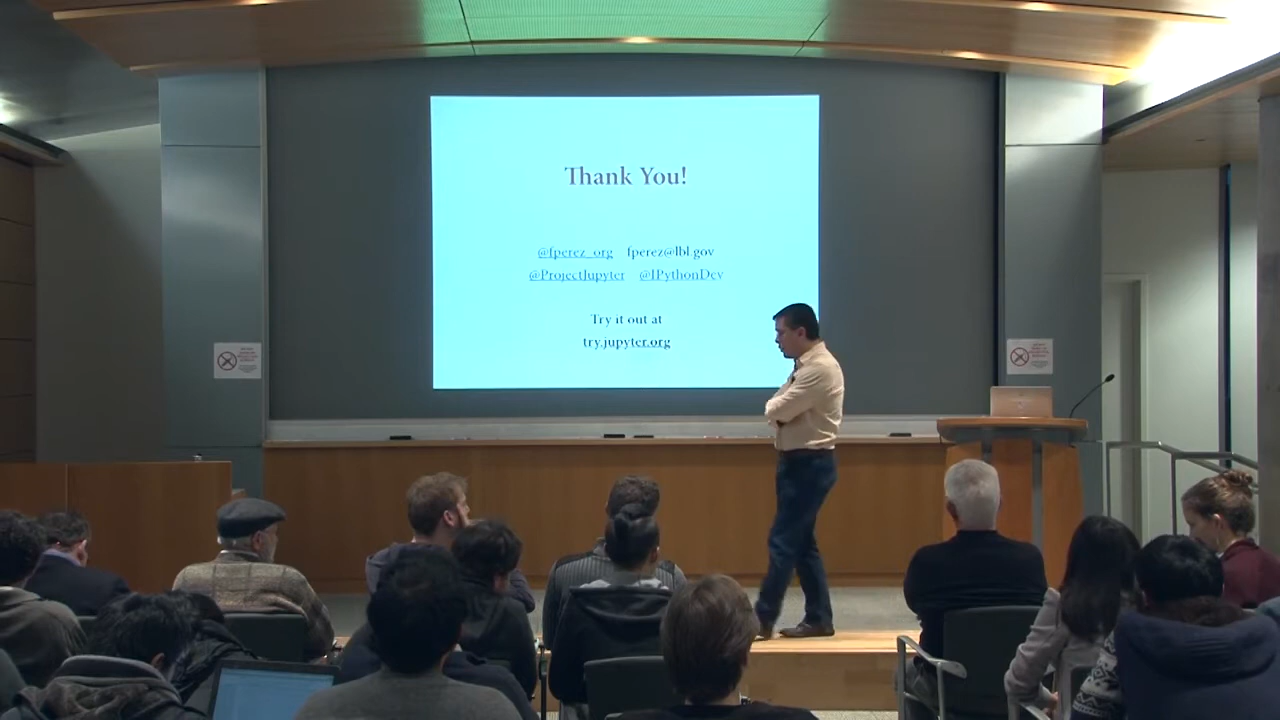 Thank You!
@fperez_org fperez@lbl.gov
@ProjectJupyter @IPythonDev
Try it out at
try.jupyter.org